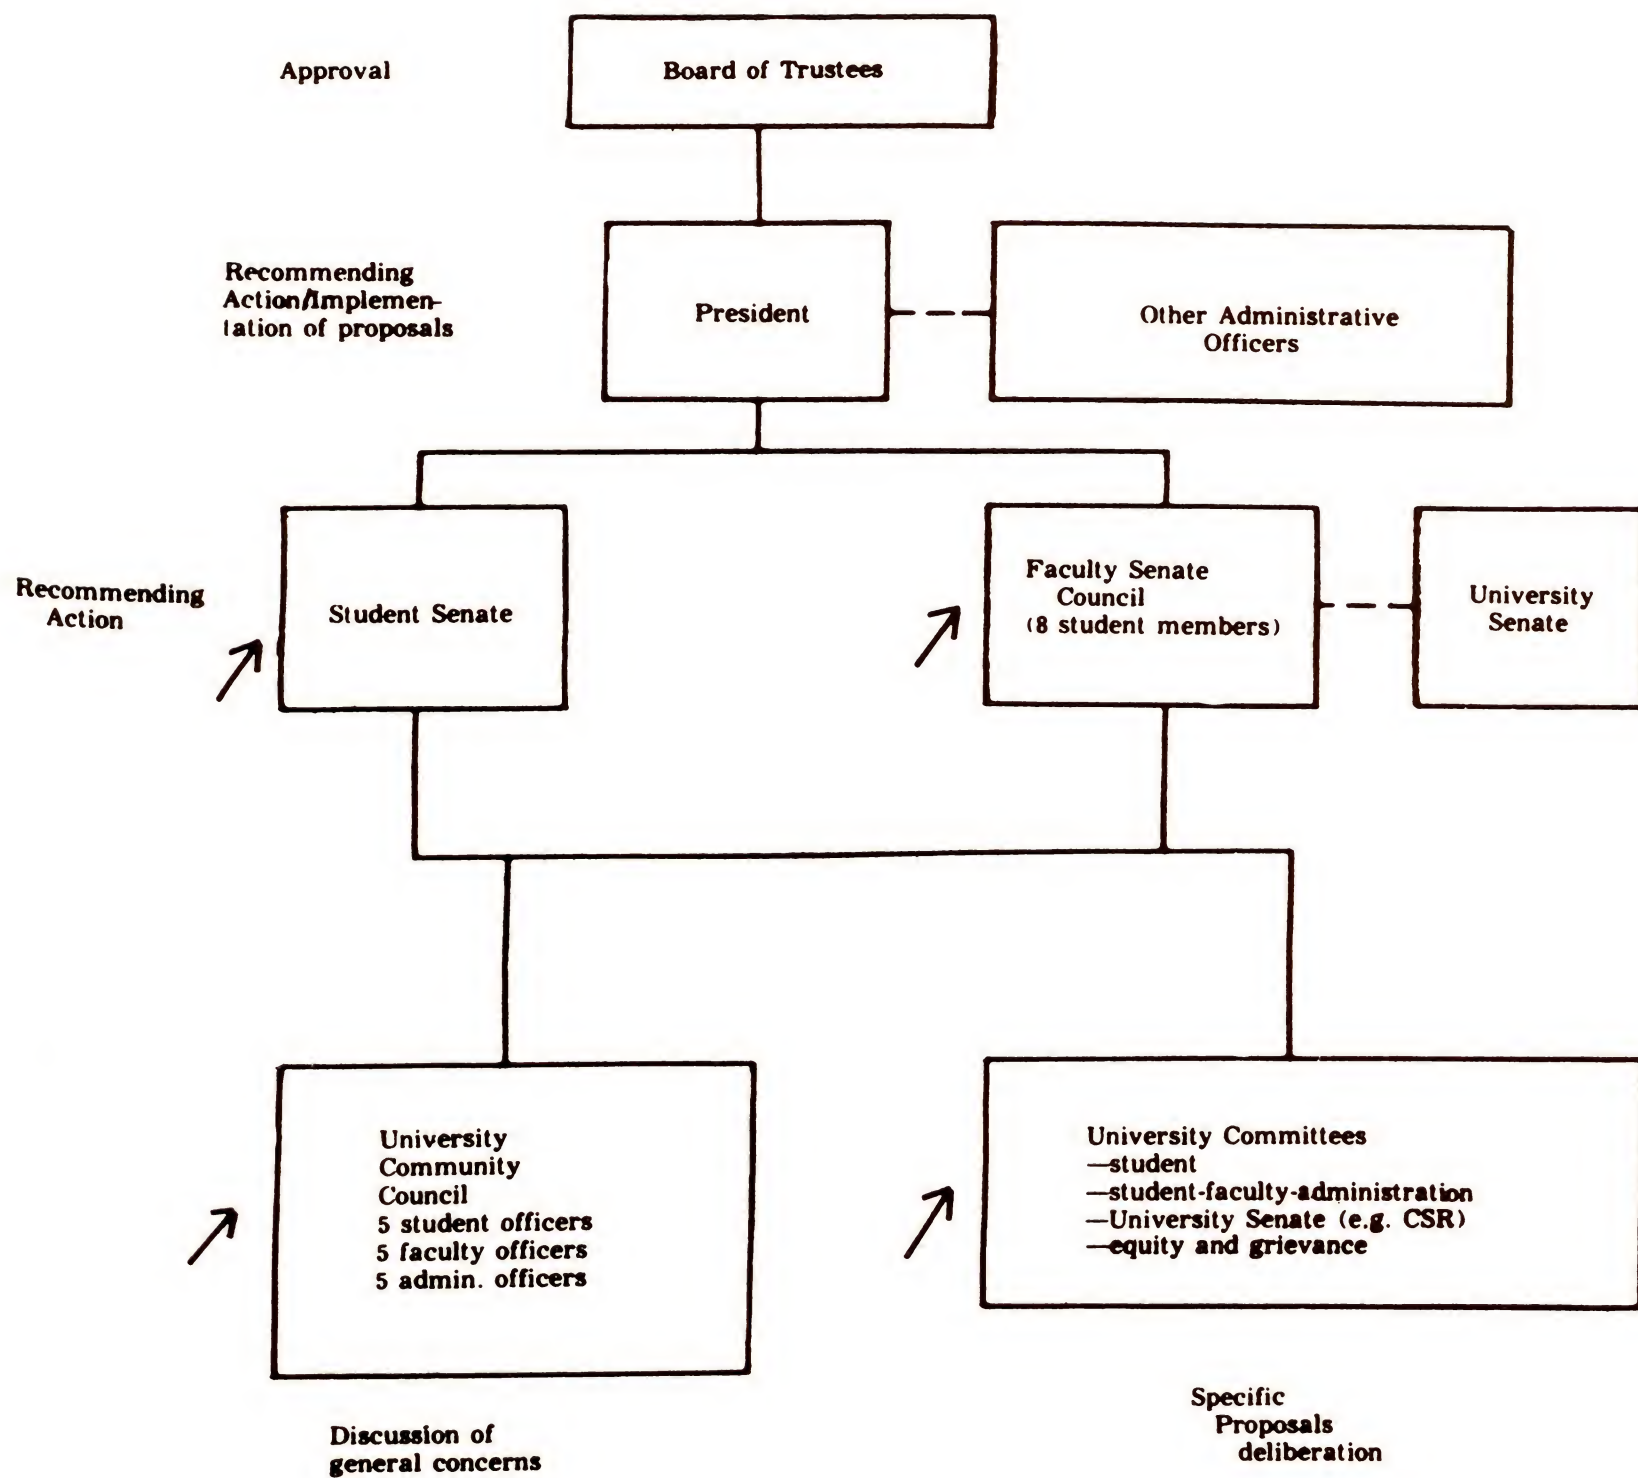 Approval
Board of Trustees
Recommending
Action/Implemen-
tation of proposals
President
Other Administrative
Officers
Recommending
Action
Student Senate
Faculty Senate
Council
(8 student members)
University
Senate
University
Community
Council
5 student officers
5 faculty officers
5 admin. officers
University Committees
—student
—student-faculty-administration
—University Senate (e.g. CSR)
—equity and grievance
Discussion of
general concerns
Specific
Proposals
deliberation